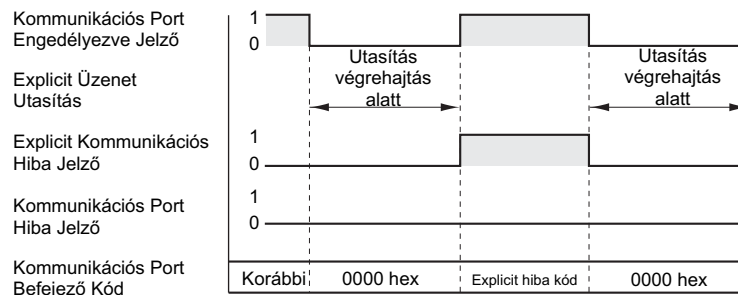 Kommunikációs Port
Engedélyezve Jelző
1
0
Utasítás
végrehajtás
alatt
Utasítás
végrehajtás
alatt
Explicit Üzenet
Utasítás
Explicit Kommunikációs
Hiba Jelző
1
0
Kommunikációs Port
Hiba Jelző
1
0
Kommunikációs Port
Befejező Kód
Korábbi
0000 hex
Explicit hiba kód
0000 hex